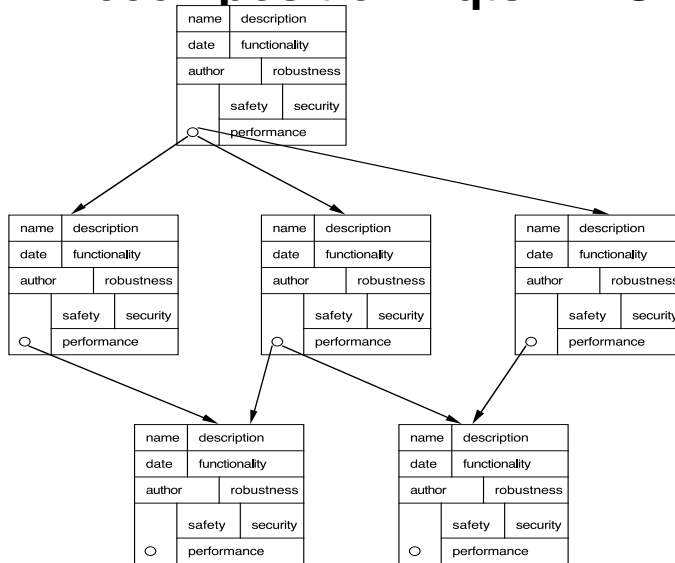 name description
date functionality
author robustness
safety security
performance
name description
date functionality
author robustness
safety security
performance
name description
date functionality
author robustness
safety security
performance
name description
date functionality
author robustness
safety security
performance
name description
date functionality
author robustness
safety security
performance
name description
date functionality
author robustness
safety security
performance